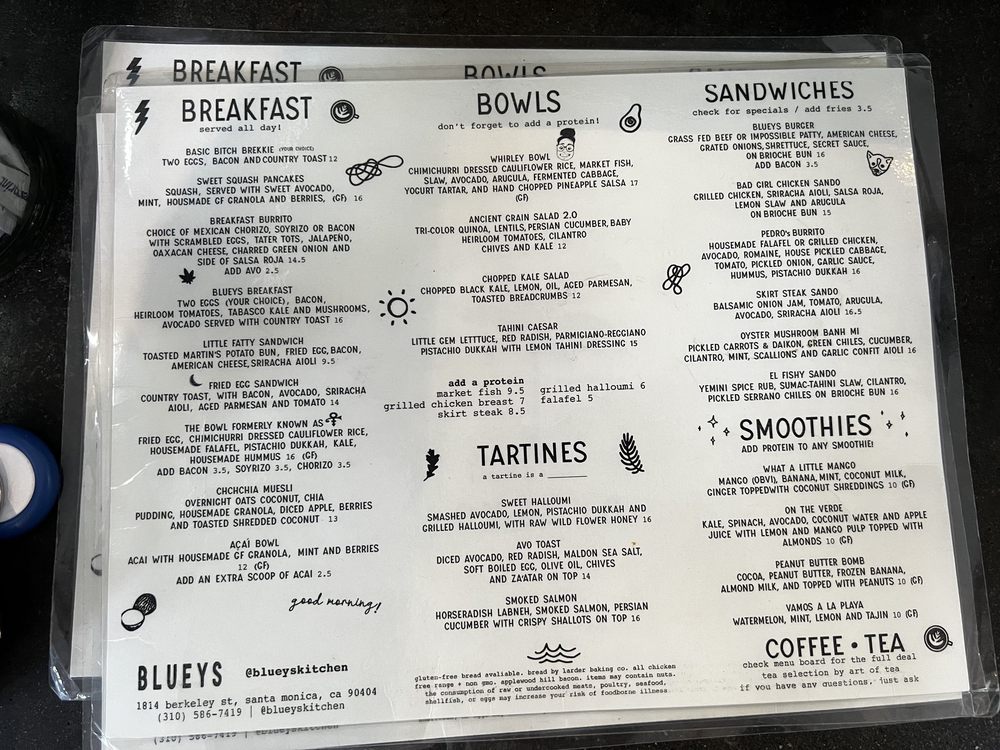 BREAKFAST
BOWLS
BREAKFAST
served all day!
BASIC BITCH BREKKIE (YOUR CHOICE)
TWO EGGS, BACON AND COUNTRY TOAST 12
SWEET SQUASH PANCAKES
SQUASH, SERVED WITH SWEET AVOCADO,
MINT, HOUSMADE GF GRANOLA AND BERRIES, (GF) 16
BREAKFAST BURRITO
CHOICE OF MEXICAN CHORIZO, SOYRIZO OR BACON
WITH SCRAMBLED EGGS, TATER TOTS, JALAPEÑO,
OAXACAN CHEESE, CHARRED GREEN ONION AND
SIDE OF SALSA ROJA 14.5
ADD AVO 2.5
BLUEYS BREAKFAST
TWO EGGS (YOUR CHOICE), BACON,
HEIRLOOM TOMATOES, TABASCO KALE AND MUSHROOMS,
AVOCADO SERVED WITH COUNTRY TOAST 16
LITTLE FATTY SANDWICH
TOASTED MARTIN'S POTATO BUN, FRIED EGG, BACON,
AMERICAN CHEESE, SRIRACHA AIOLI 9.5
FRIED EGG SANDWICH
COUNTRY TOAST, WITH BACON, AVOCADO, SRIRACHA
AIOLI, AGED PARMESAN AND TOMATO 14
THE BOWL FORMERLY KNOWN AS
FRIED EGG, CHIMICHURRI DRESSED CAULIFLOWER RICE,
HOUSEMADE FALAFEL, PISTACHIO DUKKAH, KALE,
HOUSEMADE HUMMUS 16 (GF)
ADD BACON 3.5, SOYRIZO 3.5, CHORIZO 3.5
CHCHCHIA MUESLI
OVERNIGHT OATS COCONUT, CHIA
PUDDING, HOUSEMADE GRANOLA, DICED APPLE, BERRIES
AND TOASTED SHREDDED COCONUT 13
AÇAÍ BOWL
ACAI WITH HOUSEMADE GF GRANOLA, MINT AND BERRIES
12 (GF)
ADD AN EXTRA SCOOP OF ACAI 2.5
good morning!
BLUEYS @blueyskitchen
1814 berkeley st, santa monica, ca 90404
(310) 586-7419 | @blueyskitchen
(310) 586-7419 | @blueyskitchen
BOWLS
don't forget to add a protein!
WHIRLEY BOWL
CHIMICHURRI DRESSED CAULIFLOWER RICE, MARKET FISH,
SLAW, AVOCADO, ARUGULA, FERMENTED CABBAGE,
YOGURT TARTAR, AND HAND CHOPPED PINEAPPLE SALSA 17
(GF)
ANCIENT GRAIN SALAD 2.0
TRI-COLOR QUINOA, LENTILS, PERSIAN CUCUMBER, BABY
HEIRLOOM TOMATOES, CILANTRO
CHIVES AND KALE 12
CHOPPED KALE SALAD
CHOPPED BLACK KALE, LEMON, OIL, AGED PARMESAN,
TOASTED BREADCRUMBS 12
TAHINI CAESAR
LITTLE GEM LETTTUCE, RED RADISH, PARMIGIANO-REGGIANO
PISTACHIO DUKKAH WITH LEMON TAHINI DRESSING 15
add a protein
market fish 9.5
grilled chicken breast 7
skirt steak 8.5
grilled halloumi 6
falafel 5
TARTINES
a tartine is a ________
SWEET HALLOUMI
SMASHED AVOCADO, LEMON, PISTACHIO DUKKAH AND
GRILLED HALLOUMI, WITH RAW WILD FLOWER HONEY 16
AVO TOAST
DICED AVOCADO, RED RADISH, MALDON SEA SALT,
SOFT BOILED EGG, OLIVE OIL, CHIVES
AND ZA'ATAR ON TOP 14
SMOKED SALMON
HORSERADISH LABNEH, SMOKED SALMON, PERSIAN
CUCUMBER WITH CRISPY SHALLOTS ON TOP 16
gluten-free bread avaliable. bread by larder baking co. all chicken
free range + non gmo. applewood hill bacon. items may contain nuts.
the consumption of raw or undercooked meats, poultry, seafood,
shellfish, or eggs may increase your risk of foodborne illness
SANDWICHES
check for specials / add fries 3.5
BLUEYS BURGER
GRASS FED BEEF OR IMPOSSIBLE PATTY, AMERICAN CHEESE,
GRATED ONIONS, SHRETTUCE, SECRET SAUCE,
ON BRIOCHE BUN 16
ADD BACON 3.5
BAD GIRL CHICKEN SANDO
GRILLED CHICKEN, SRIRACHA AIOLI, SALSA ROJA,
LEMON SLAW AND ARUGULA
ON BRIOCHE BUN 15
PEDRO'S BURRITO
HOUSEMADE FALAFEL OR GRILLED CHICKEN,
AVOCADO, ROMAINE, HOUSE PICKLED CABBAGE,
TOMATO, PICKLED ONION, GARLIC SAUCE,
HUMMUS, PISTACHIO DUKKAH 16
SKIRT STEAK SANDO
BALSAMIC ONION JAM, TOMATO, ARUGULA,
AVOCADO, SRIRACHA AIOLI 16.5
OYSTER MUSHROOM BANH MI
PICKLED CARROTS & DAIKON, GREEN CHILES, CUCUMBER,
CILANTRO, MINT, SCALLIONS AND GARLIC CONFIT AIOLI 16
EL FISHY SANDO
YEMINI SPICE RUB, SUMAC-TAHINI SLAW, CILANTRO,
PICKLED SERRANO CHILES ON BRIOCHE BUN 16
SMOOTHIES
ADD PROTEIN TO ANY SMOOTHIE!
WHAT A LITTLE MANGO
MANGO (OBVI), BANANA, MINT, COCONUT MILK,
GINGER TOPPEDWITH COCONUT SHREDDINGS 10 (GF)
ON THE VERDE
KALE, SPINACH, AVOCADO, COCONUT WATER AND APPLE
JUICE WITH LEMON AND MANGO PULP TOPPED WITH
ALMONDS 10 (GF)
PEANUT BUTTER BOMB
COCOA, PEANUT BUTTER, FROZEN BANANA,
ALMOND MILK, AND TOPPED WITH PEANUTS 10 (GF)
VAMOS A LA PLAYA
WATERMELON, MINT, LEMON AND TAJIN 10 (GF)
COFFEE • TEA
check menu board for the full deal
tea selection by art of tea
if you have any questions, just ask